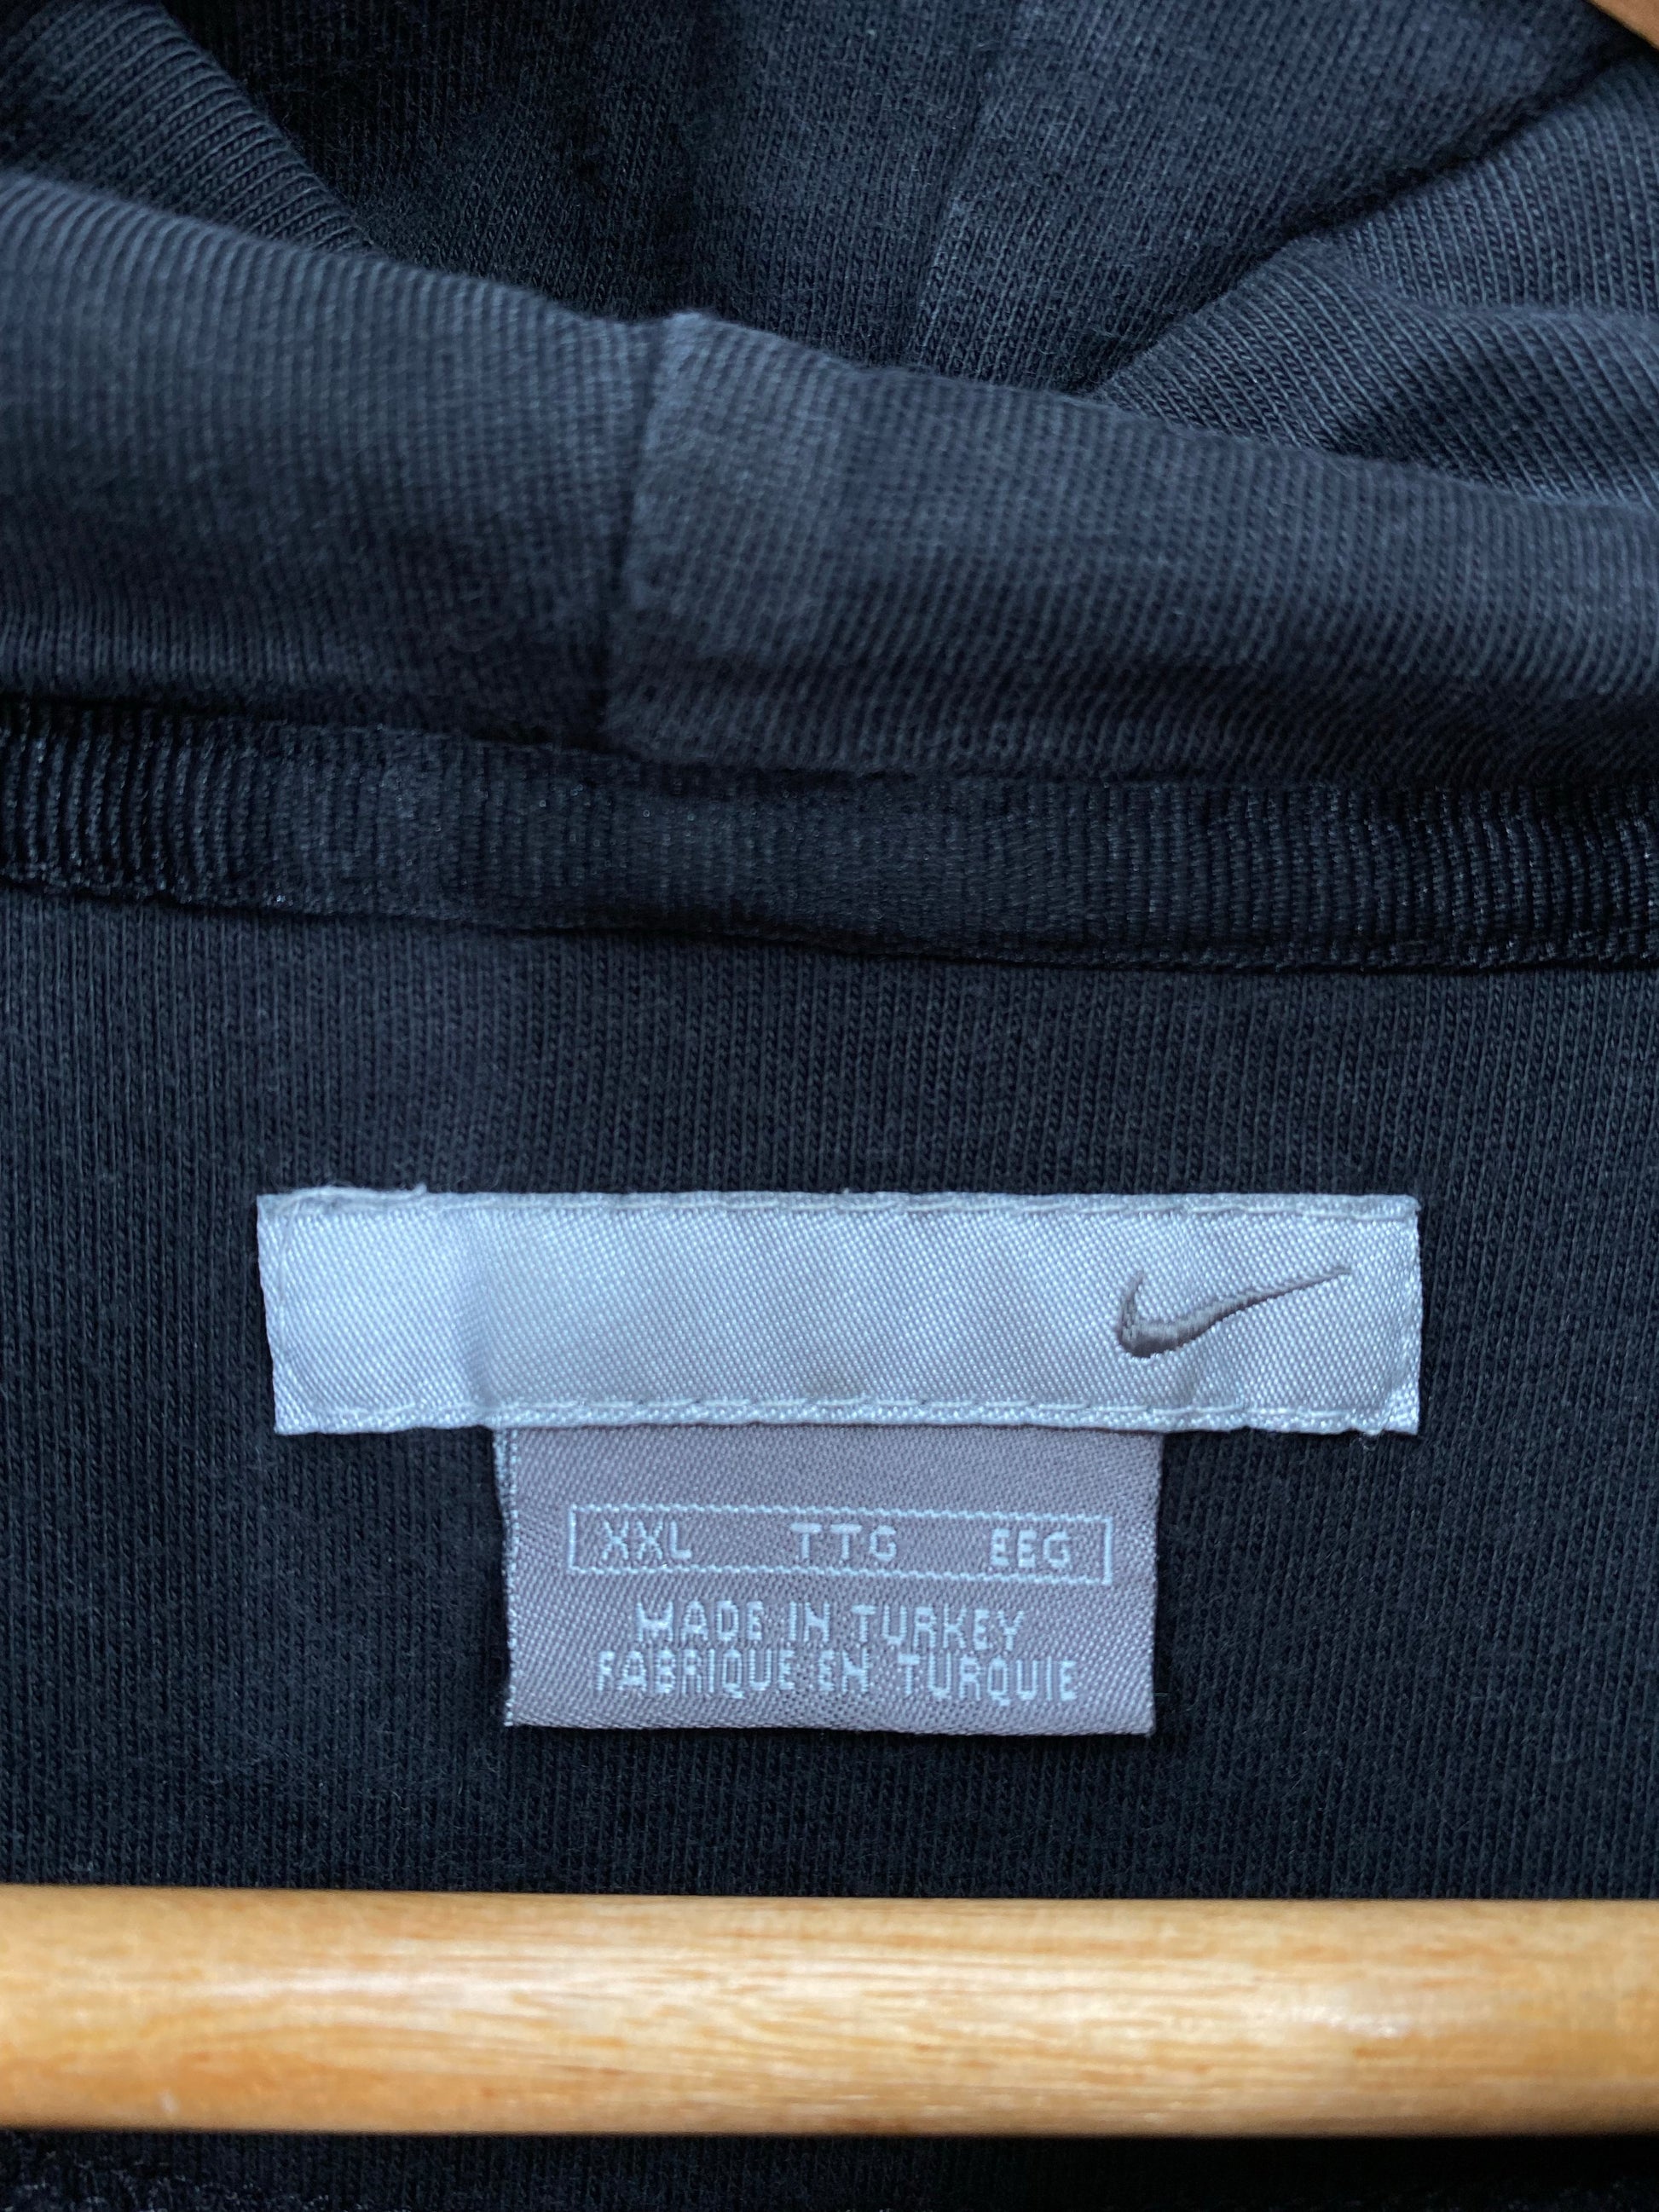 XXL TTG EEG
MADE IN TURKEY
FABRIQUE EN TURQUIE